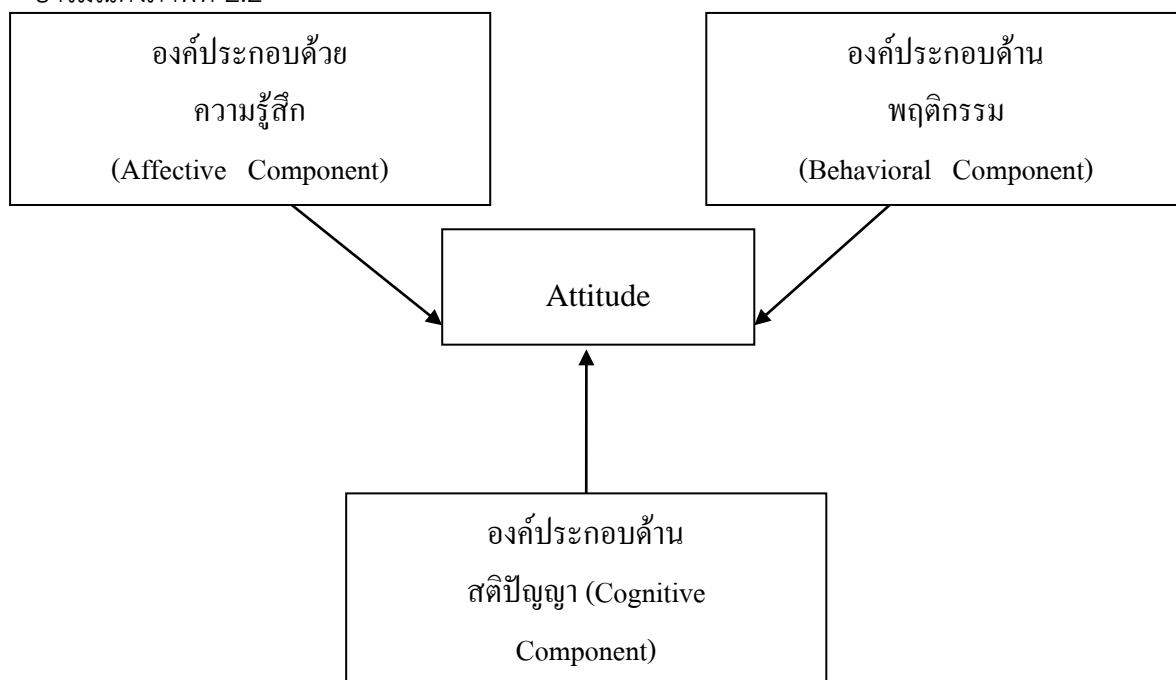 2.2
องค์ประกอบด้วย
ความรู้สึก
(Affective Component)
องค์ประกอบด้าน
พฤติกรรม
(Behavioral Component)
Attitude
องค์ประกอบด้าน
สติปัญญา (Cognitive
Component)